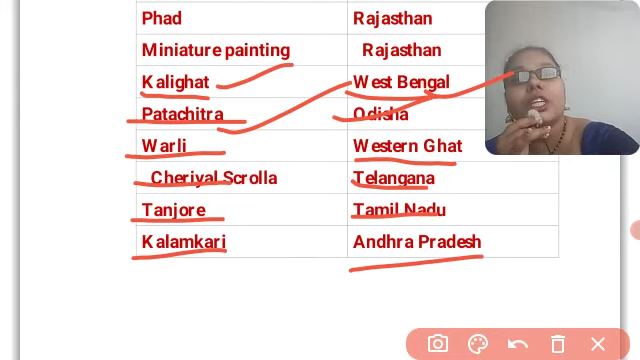 Phad Rajasthan
Miniature painting Rajasthan
Kalighat West Bengal
Patachitra Odisha
Warli Western Ghat
Cheriyal Scrolla Telangana
Tanjore Tamil Nadu
Kalamkari Andhra Pradesh